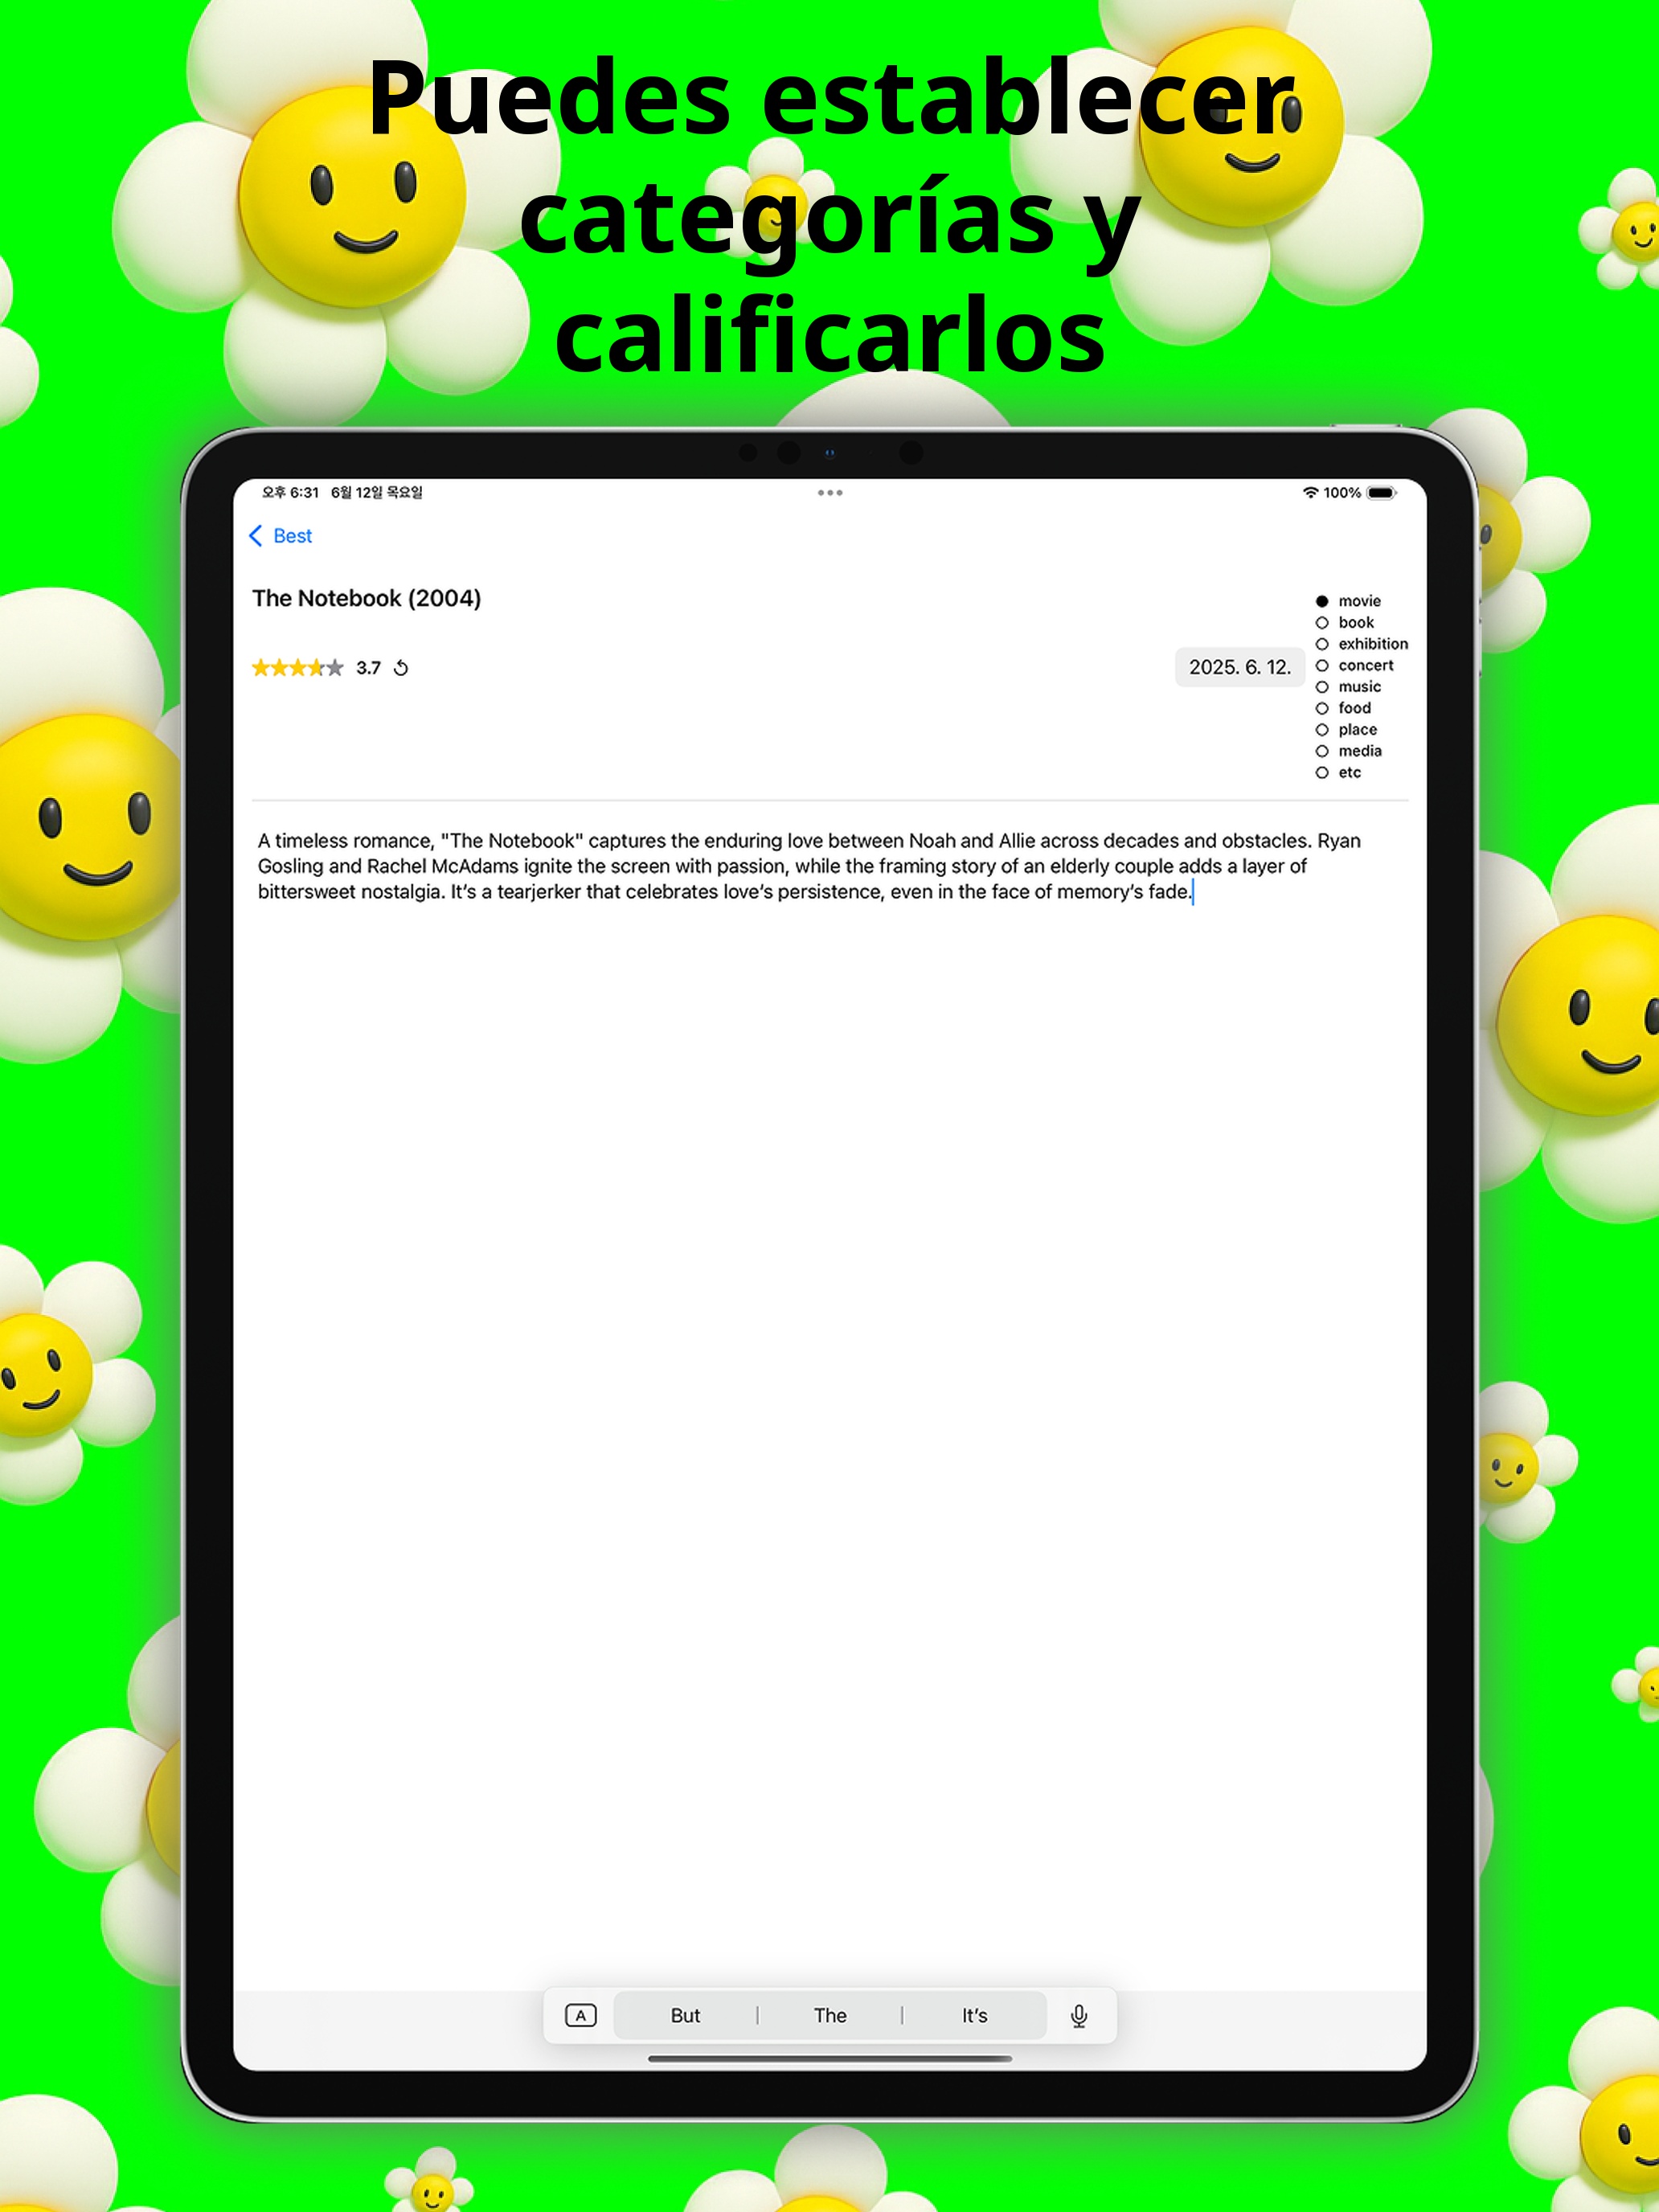 Puedes establecer
categorías y
calificarlos
오후 6:31 6월 12일 목요일
100%
Best
The Notebook (2004)
3.7
2025. 6. 12.
movie
book
exhibition
concert
music
food
place
media
etc
A timeless romance, "The Notebook" captures the enduring love between Noah and Allie across decades and obstacles. Ryan
Gosling and Rachel McAdams ignite the screen with passion, while the framing story of an elderly couple adds a layer of
bittersweet nostalgia. It’s a tearjerker that celebrates love’s persistence, even in the face of memory’s fade.
A But The It’s